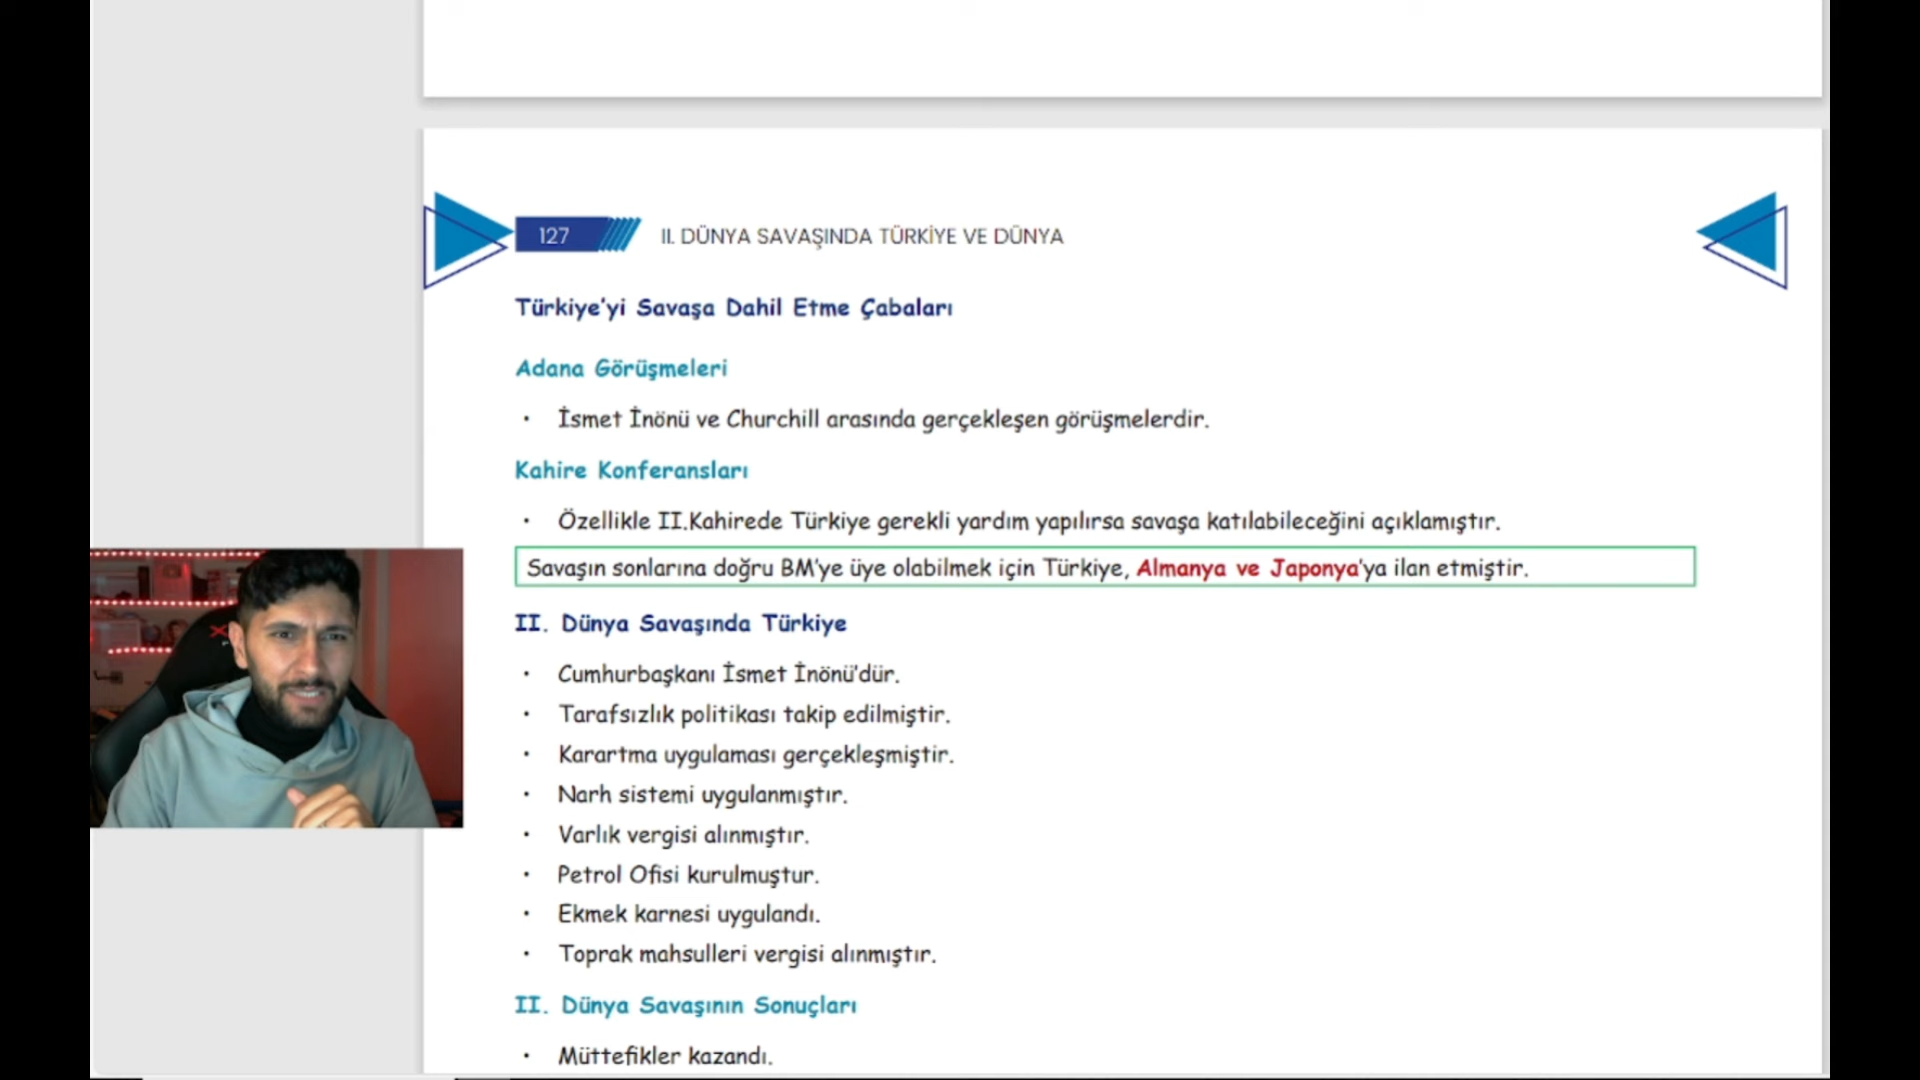 127
II. DÜNYA SAVAŞINDA TÜRKİYE VE DÜNYA
Türkiye'yi Savaşa Dahil Etme Çabaları
Adana Görüşmeleri
• İsmet İnönü ve Churchill arasında gerçekleşen görüşmelerdir.
Kahire Konferansları
• Özellikle II.Kahirede Türkiye gerekli yardım yapılırsa savaşa katılabileceğini açıklamıştır.
Savaşın sonlarına doğru BM'ye üye olabilmek için Türkiye, Almanya ve Japonya'ya ilan etmiştir.
II. Dünya Savaşında Türkiye
• Cumhurbaşkanı İsmet İnönü'dür.
• Tarafsızlık politikası takip edilmiştir.
• Karartma uygulaması gerçekleşmiştir.
• Narh sistemi uygulanmıştır.
• Varlık vergisi alınmıştır.
• Petrol Ofisi kurulmuştur.
• Ekmek karnesi uygulandı.
• Toprak mahsulleri vergisi alınmıştır.
II. Dünya Savaşının Sonuçları
• Müttefikler kazandı.